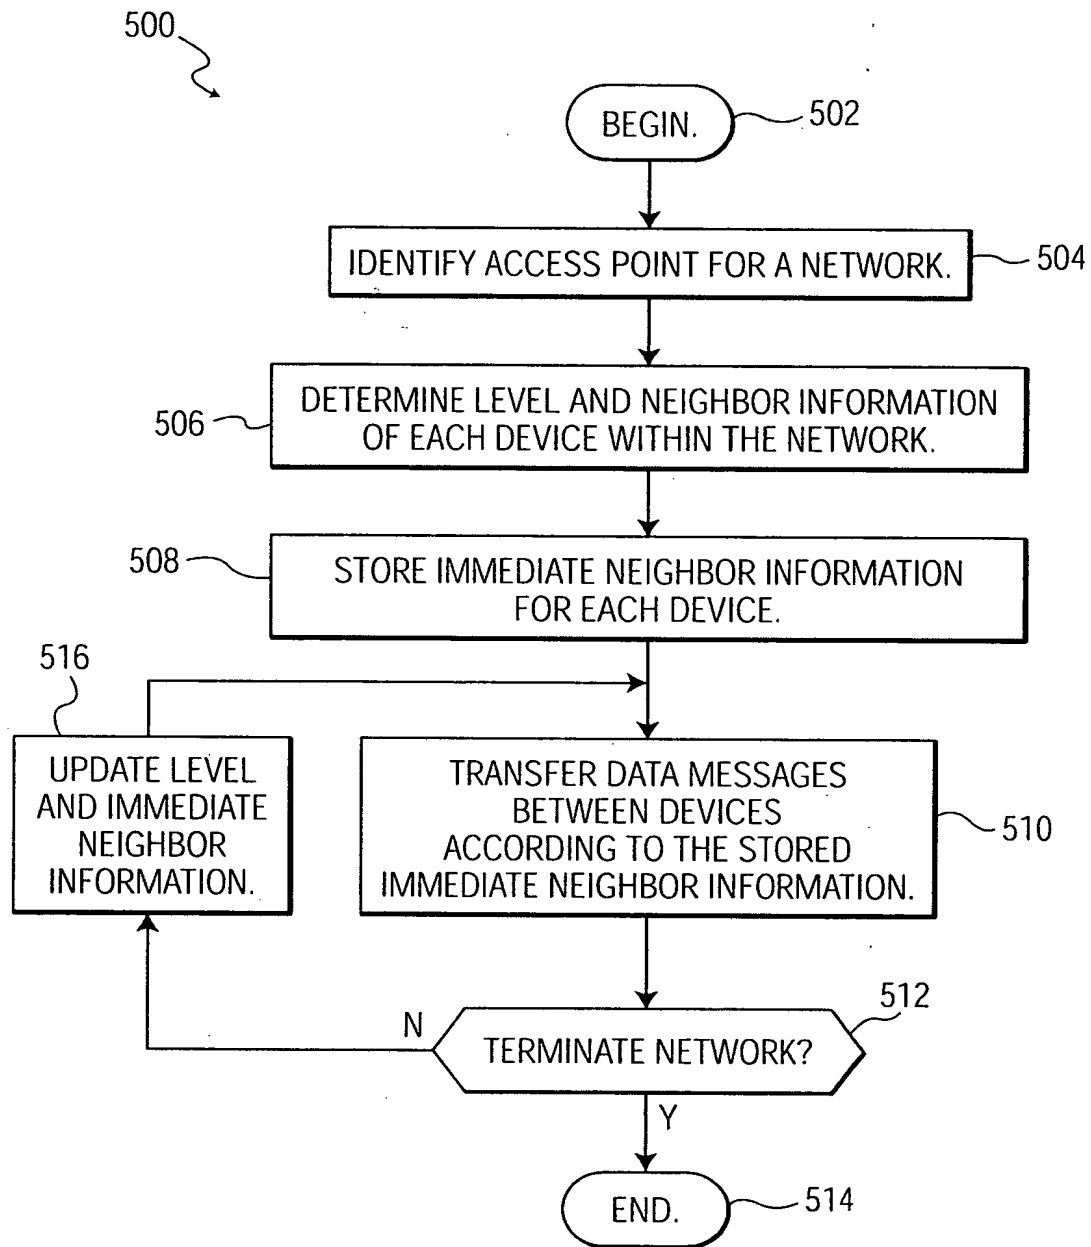 500
BEGIN.
502
IDENTIFY ACCESS POINT FOR A NETWORK.
504
DETERMINE LEVEL AND NEIGHBOR INFORMATION
OF EACH DEVICE WITHIN THE NETWORK.
506
STORE IMMEDIATE NEIGHBOR INFORMATION
FOR EACH DEVICE.
508
516
UPDATE LEVEL
AND IMMEDIATE
NEIGHBOR
INFORMATION.
TRANSFER DATA MESSAGES
BETWEEN DEVICES
ACCORDING TO THE STORED
IMMEDIATE NEIGHBOR INFORMATION.
510
N
TERMINATE NETWORK?
512
Y
END.
514